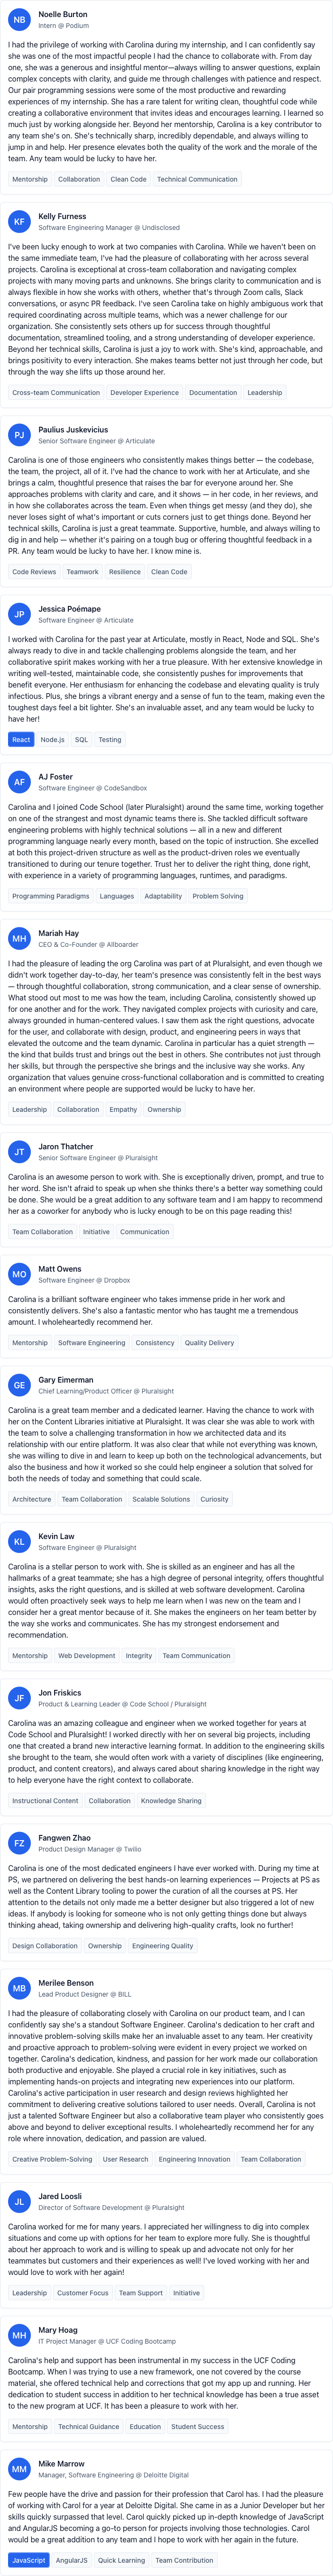 NB
Noelle Burton
Intern @ Podium
I had the privilege of working with Carolina during my internship, and I can confidently say
she was one of the most impactful people I had the chance to collaborate with. From day
one, she was a generous and insightful mentor—always willing to answer questions, explain
complex concepts with clarity, and guide me through challenges with patience and respect.
Our pair programming sessions were some of the most productive and rewarding
experiences of my internship. She has a rare talent for writing clean, thoughtful code while
creating a collaborative environment that invites ideas and encourages learning. I learned so
much just by working alongside her. Beyond her mentorship, Carolina is a key contributor to
any team she's on. She's technically sharp, incredibly dependable, and always willing to
jump in and help. Her presence elevates both the quality of the work and the morale of the
team. Any team would be lucky to have her.
Mentorship Collaboration Clean Code Technical Communication
KF
Kelly Furness
Software Engineering Manager @ Undisclosed
I've been lucky enough to work at two companies with Carolina. While we haven't been on
the same immediate team, I've had the pleasure of collaborating with her across several
projects. Carolina is exceptional at cross-team collaboration and navigating complex
projects with many moving parts and unknowns. She brings clarity to communication and is
always flexible in how she works with others, whether that's through Zoom calls, Slack
conversations, or async PR feedback. I've seen Carolina take on highly ambiguous work that
required coordinating across multiple teams, which was a newer challenge for our
organization. She consistently sets others up for success through thoughtful
documentation, streamlined tooling, and a strong understanding of developer experience.
Beyond her technical skills, Carolina is just a joy to work with. She's kind, approachable, and
brings positivity to every interaction. She makes teams better not just through her code, but
through the way she lifts up those around her.
Cross-team Communication Developer Experience Documentation Leadership
PJ
Paulius Juskevicius
Senior Software Engineer @ Articulate
Carolina is one of those engineers who consistently makes things better — the codebase,
the team, the project, all of it. I've had the chance to work with her at Articulate, and she
brings a calm, thoughtful presence that raises the bar for everyone around her. She
approaches problems with clarity and care, and it shows — in her code, in her reviews, and
in how she collaborates across the team. Even when things get messy (and they do), she
never loses sight of what's important or cuts corners just to get things done. Beyond her
technical skills, Carolina is just a great teammate. Supportive, humble, and always willing to
dig in and help — whether it's pairing on a tough bug or offering thoughtful feedback in a
PR. Any team would be lucky to have her. I know mine is.
Code Reviews Teamwork Resilience Clean Code
JP
Jessica Poémape
Software Engineer @ Articulate
I worked with Carolina for the past year at Articulate, mostly in React, Node and SQL. She's
always ready to dive in and tackle challenging problems alongside the team, and her
collaborative spirit makes working with her a true pleasure. With her extensive knowledge in
writing well-tested, maintainable code, she consistently pushes for improvements that
benefit everyone. Her enthusiasm for enhancing the codebase and elevating quality is truly
infectious. Plus, she brings a vibrant energy and a sense of fun to the team, making even the
toughest days feel a bit lighter. She's an invaluable asset, and any team would be lucky to
have her!
React Node.js SQL Testing
AF
AJ Foster
Software Engineer @ CodeSandbox
Carolina and I joined Code School (later Pluralsight) around the same time, working together
on one of the strangest and most dynamic teams there is. She tackled difficult software
engineering problems with highly technical solutions — all in a new and different
programming language nearly every month, based on the topic of instruction. She excelled
at both this project-driven structure as well as the product-driven roles we eventually
transitioned to during our tenure together. Trust her to deliver the right thing, done right,
with experience in a variety of programming languages, runtimes, and paradigms.
Programming Paradigms Languages Adaptability Problem Solving
MH
Mariah Hay
CEO & Co-Founder @ Allboarder
I had the pleasure of leading the org Carolina was part of at Pluralsight, and even though we
didn't work together day-to-day, her team's presence was consistently felt in the best ways
— through thoughtful collaboration, strong communication, and a clear sense of ownership.
What stood out most to me was how the team, including Carolina, consistently showed up
for one another and for the work. They navigated complex projects with curiosity and care,
always grounded in human-centered values. I saw them ask the right questions, advocate
for the user, and collaborate with design, product, and engineering peers in ways that
elevated the outcome and the team dynamic. Carolina in particular has a quiet strength —
the kind that builds trust and brings out the best in others. She contributes not just through
her skills, but through the perspective she brings and the inclusive way she works. Any
organization that values genuine cross-functional collaboration and is committed to creating
an environment where people are supported would be lucky to have her.
Leadership Collaboration Empathy Ownership
JT
Jaron Thatcher
Senior Software Engineer @ Pluralsight
Carolina is an awesome person to work with. She is exceptionally driven, prompt, and true to
her word. She isn't afraid to speak up when she thinks there's a better way something could
be done. She would be a great addition to any software team and I am happy to recommend
her as a coworker for anybody who is lucky enough to be on this page reading this!
Team Collaboration Initiative Communication
MO
Matt Owens
Software Engineer @ Dropbox
Carolina is a brilliant software engineer who takes immense pride in her work and
consistently delivers. She's also a fantastic mentor who has taught me a tremendous
amount. I wholeheartedly recommend her.
Mentorship Software Engineering Consistency Quality Delivery
GE
Gary Eimerman
Chief Learning/Product Officer @ Pluralsight
Carolina is a great team member and a dedicated learner. Having the chance to work with
her on the Content Libraries initiative at Pluralsight. It was clear she was able to work with
the team to solve a challenging transformation in how we architected data and its
relationship our entire platform. It was also clear that while not everything was known,
she was willing to dive in and learn to keep up both on the technological advancements, but
also the business and how it worked so she could help engineer a solution that solved for
both the needs of today and something that could scale.
Architecture Team Collaboration Scalable Solutions Curiosity
KL
Kevin Law
Software Engineer @ Pluralsight
Carolina is a stellar person to work with. She is skilled as an engineer and has all the
hallmarks of a great teammate; she has a high degree of personal integrity, offers thoughtful
insights, asks the right questions, and is skilled at web software development. Carolina
would often proactively seek ways to help me learn when I was new on the team and I
consider her a great mentor because of it. She makes the engineers on her team better by
the way she works and communicates. She has my strongest endorsement and
recommendation.
Mentorship Web Development Integrity Team Communication
JF
Jon Friskics
Product & Learning Leader @ Code School / Pluralsight
Carolina was an amazing colleague and engineer when we worked together for years at
Code School and Pluralsight! I worked directly with her on several big projects, including
one that created a brand new interactive learning format. In addition to the engineering skills
she brought to the team, she would often work with a variety of disciplines (like engineering,
product, and content creators), and always cared about sharing knowledge in the right way
to help everyone have the right context to collaborate.
Instructional Content Collaboration Knowledge Sharing
FZ
Fangwen Zhao
Product Design Manager @ Twilio
Carolina is one of the most dedicated engineers I have ever worked with. During my time at
PS, we partnered on delivering the best hands-on learning experiences — Projects at PS as
well as the Content Library tooling to power the curation of all the courses at PS. Her
attention to the details not only made me a better designer but also triggered a lot of new
ideas. If anybody is looking for someone who is not only getting things done but always
thinking ahead, taking ownership and delivering high-quality crafts, look no further!
Design Collaboration Ownership Engineering Quality
MB
Merilee Benson
Lead Product Designer @ BILL
I had the pleasure of collaborating closely with Carolina on our product team, and I can
confidently say she's a standout Software Engineer. Carolina's dedication to her craft and
innovative problem-solving skills make her an invaluable asset to any team. Her creativity
and proactive approach to problem-solving were evident in every project we worked on
together. Carolina's dedication, kindness, and passion for her work made our collaboration
both productive and enjoyable. She played a crucial role in key initiatives, such as
implementing hands-on projects and integrating new experiences into our platform.
Carolina's active participation in user research and design reviews highlighted her
commitment to delivering creative solutions tailored to user needs. Overall, Carolina is not
just a talented Software Engineer but also a collaborative team player who consistently goes
above and beyond to deliver exceptional results. I wholeheartedly recommend her for any
role where innovation, dedication, and passion are valued.
Creative Problem-Solving User Research Engineering Innovation Team Collaboration
JL
Jared Loosli
Director of Software Development @ Pluralsight
Carolina worked for me for many years. I appreciated her willingness to dig into complex
situations and come up with options for her team to explore more fully. She is thoughtful
about her approach to work and is willing to speak up and advocate not only for her
teammates but customers and their experiences as well! I've loved working with her and
would love to work with her again!
Leadership Customer Focus Team Support Initiative
MH
Mary Hoag
IT Project Manager @ UCF Coding Bootcamp
Carolina's help and support has been instrumental in my success in the UCF Coding
Bootcamp. When I was trying to use a new framework, one not covered by the course
material, she offered technical help and corrections that got my app up and running. Her
dedication to student success in addition to her technical knowledge has been a true asset
to the new program at UCF. It has been a pleasure to work with her.
Mentorship Technical Guidance Education Student Success
MM
Mike Marrow
Manager, Software Engineering @ Deloitte Digital
Few people have the drive and passion for their profession that Carol has. I had the pleasure
of working with Carol for a year at Deloitte Digital. She came in as a Junior Developer but her
skills quickly surpassed that level. Carol quickly picked up in-depth knowledge of JavaScript
and AngularJS becoming a go-to person for projects involving those technologies. Carol
would be a great addition to any team and I hope to work with her again in the future.
JavaScript AngularJS Quick Learning Team Contribution